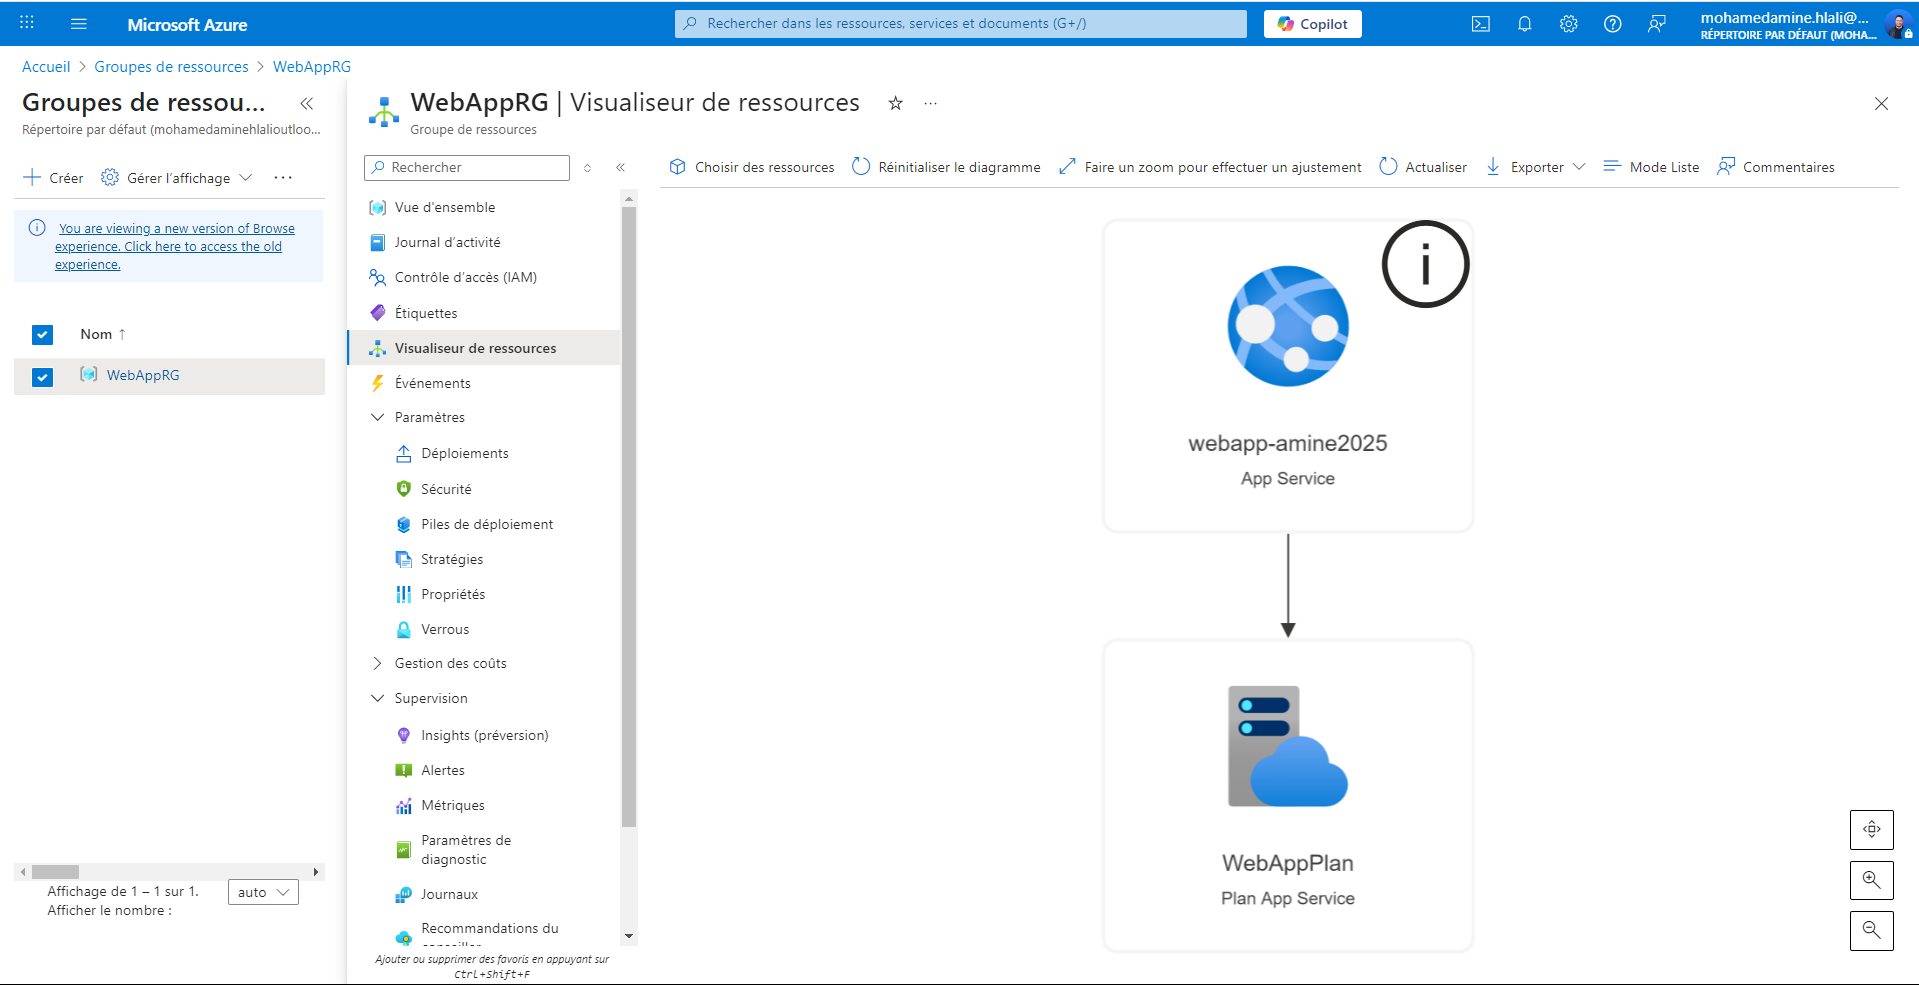 Microsoft Azure
Rechercher dans les ressources, services et documents (G+/)
Copilot
mohamedamine.hlali@...
RÉPERTOIRE PAR DÉFAUT (MOHA...
Accueil > Groupes de ressources > WebAppRG
Groupes de ressou...
Répertoire par défaut (mohamedaminehlalioutloo...
Créer
Gérer l'affichage
...
You are viewing a new version of Browse
experience. Click here to access the old
experience.
Nom ↑
WebAppRG
Affichage de 1 – 1 sur 1.
Afficher le nombre :
auto
WebAppRG | Visualiseur de ressources
...
Groupe de ressources
Rechercher
Vue d'ensemble
Journal d'activité
Contrôle d'accès (IAM)
Étiquettes
Visualiseur de ressources
Événements
Paramètres
Déploiements
Sécurité
Piles de déploiement
Stratégies
Propriétés
Verrous
Gestion des coûts
Supervision
Insights (préversion)
Alertes
Métriques
Paramètres de
diagnostic
Journaux
Recommandations du
conseiller
Ajouter ou supprimer des favoris en appuyant sur
Ctrl+Shift+F
Choisir des ressources
Réinitialiser le diagramme
Faire un zoom pour effectuer un ajustement
Actualiser
Exporter
Mode Liste
Commentaires
i
webapp-amine2025
App Service
WebAppPlan
Plan App Service